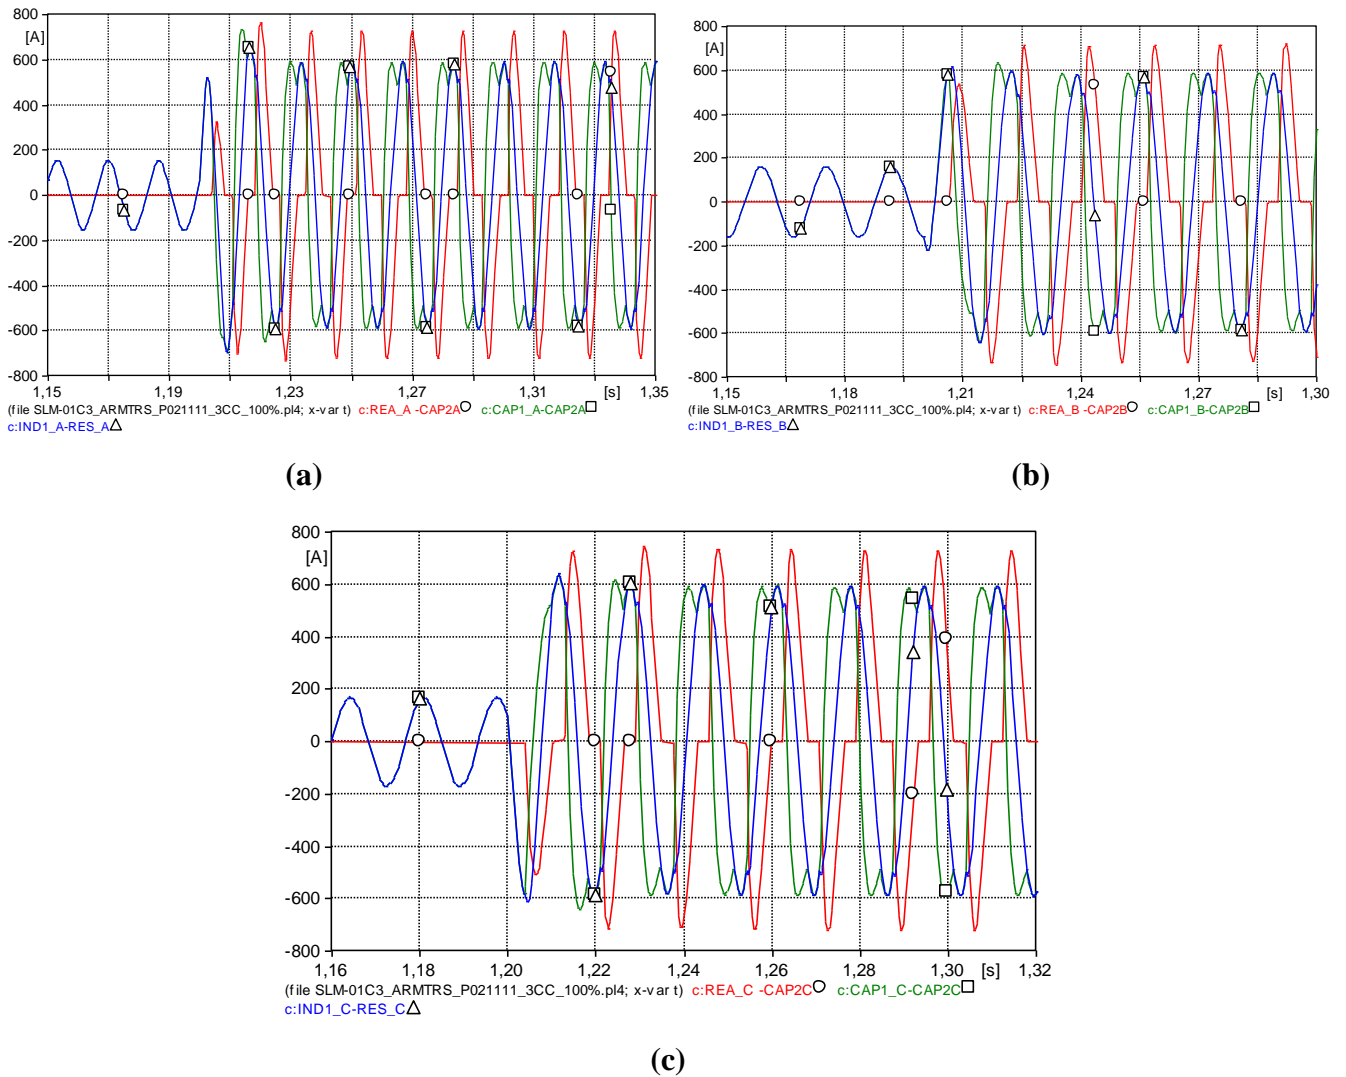 800
[A]
600
400
200
0
-200
-400
-600
-800
1,15 1,19 1,23 1,27 1,31 [s] 1,35
(file SLM-01C3_ARMTRS_P021111_3CC_100%.pl4; x-var t) c:REA_A -CAP2A c:CAP1_A-CAP2A
c:IND1_A-RES_A
(a)
800
[A]
600
400
200
0
-200
-400
-600
-800
1,15 1,18 1,21 1,24 1,27 [s] 1,30
(file SLM-01C3_ARMTRS_P021111_3CC_100%.pl4; x-var t) c:REA_B -CAP2B c:CAP1_B-CAP2B
c:IND1_B-RES_B
(b)
800
[A]
600
400
200
0
-200
-400
-600
-800
1,16 1,18 1,20 1,22 1,24 1,26 1,28 1,30 [s] 1,32
(file SLM-01C3_ARMTRS_P021111_3CC_100%.pl4; x-var t) c:REA_C -CAP2C c:CAP1_C-CAP2C
c:IND1_C-RES_C
(c)